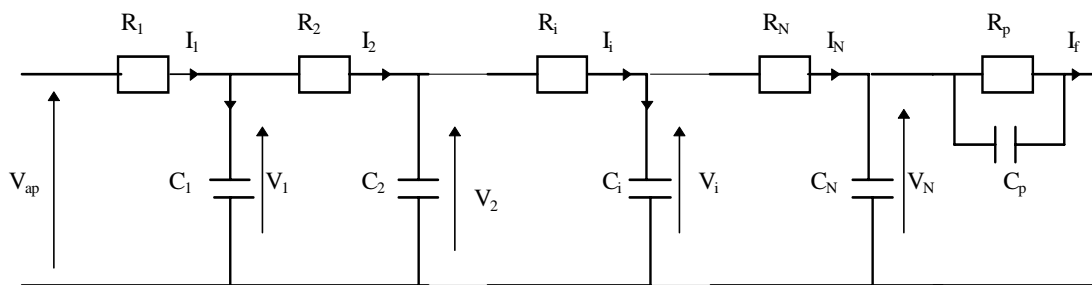 R1 R2 Ri RN Rp
I1 I2 Ii IN If
Vap C1 V1 C2 V2 Ci Vi CN VN Cp